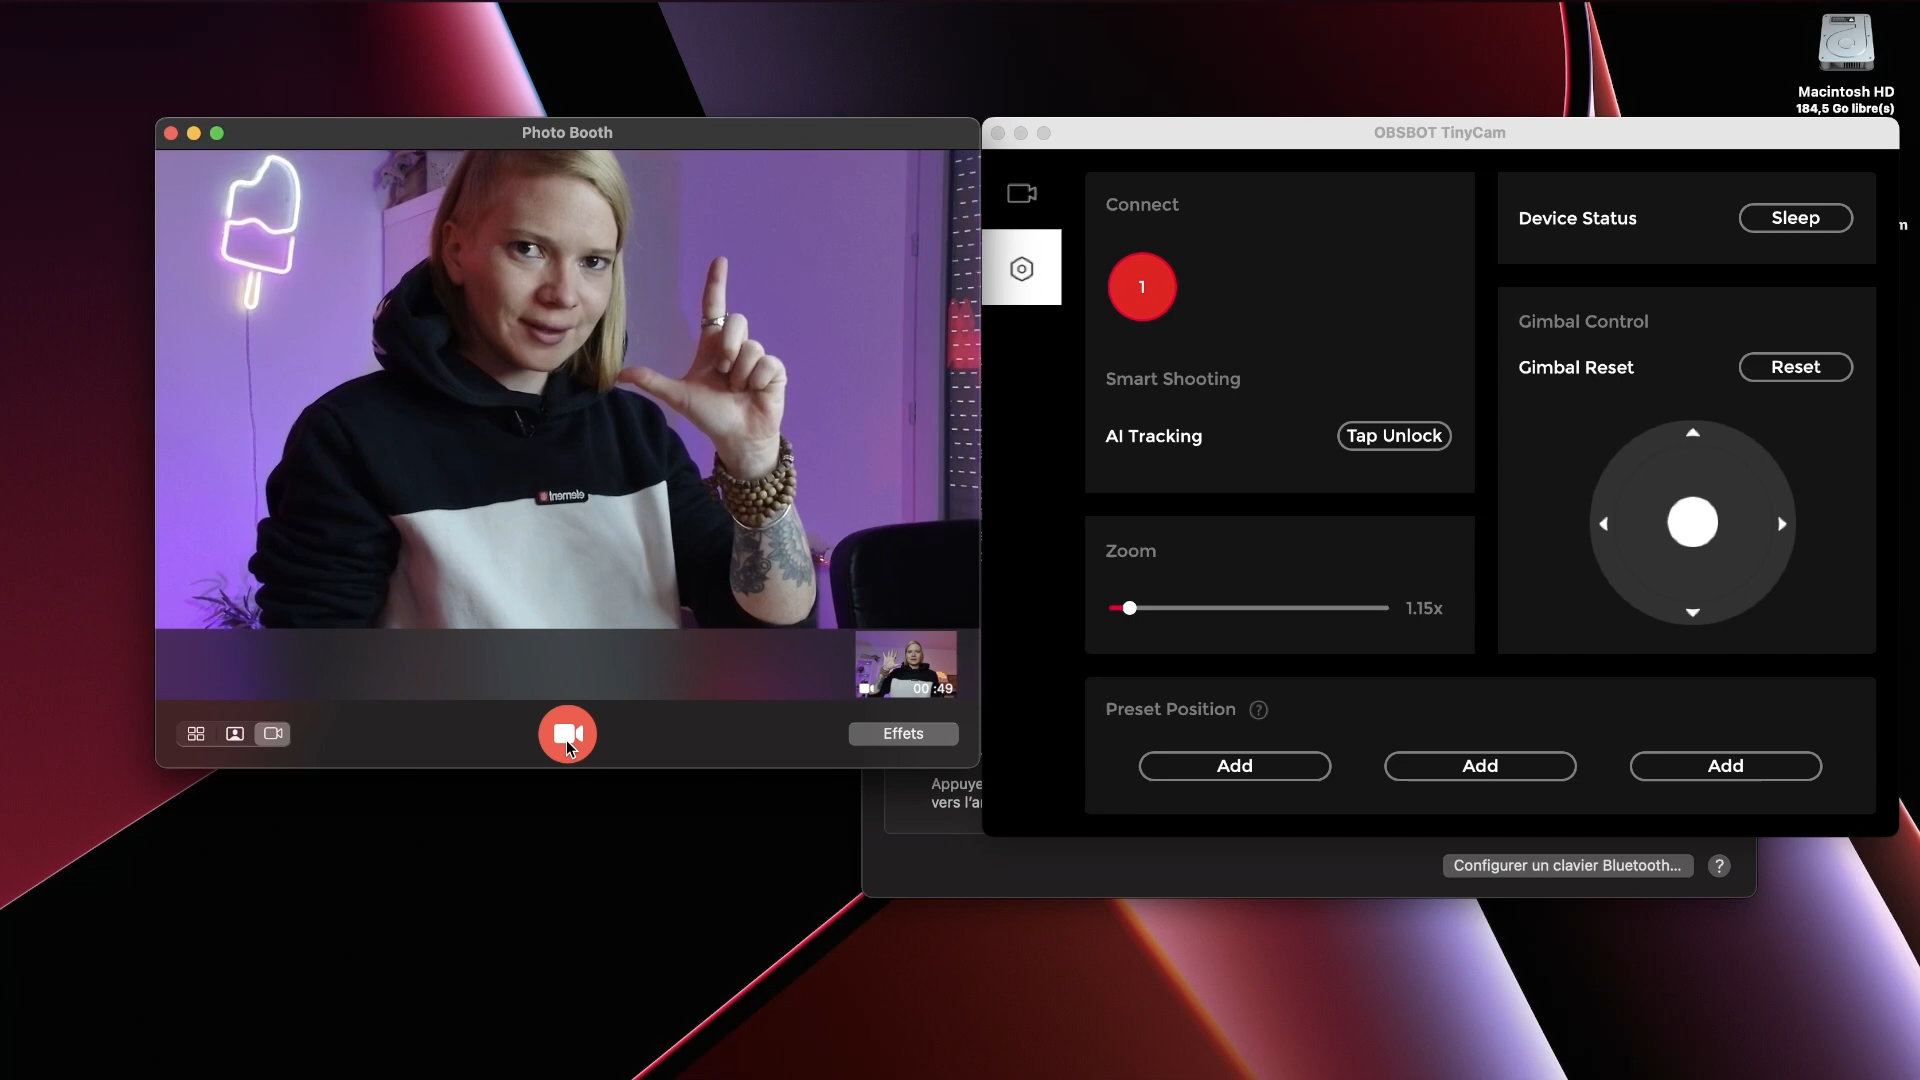 Macintosh HD
184,5 Go libre(s)
Photo Booth
element
00:49
Effets
OBSBOT TinyCam
Connect
1
Smart Shooting
AI Tracking
Tap Unlock
Zoom
1.15x
Device Status
Sleep
Gimbal Control
Gimbal Reset
Reset
Preset Position ?
Add
Add
Add
Appuye
vers l'a
Configurer un clavier Bluetooth... ?